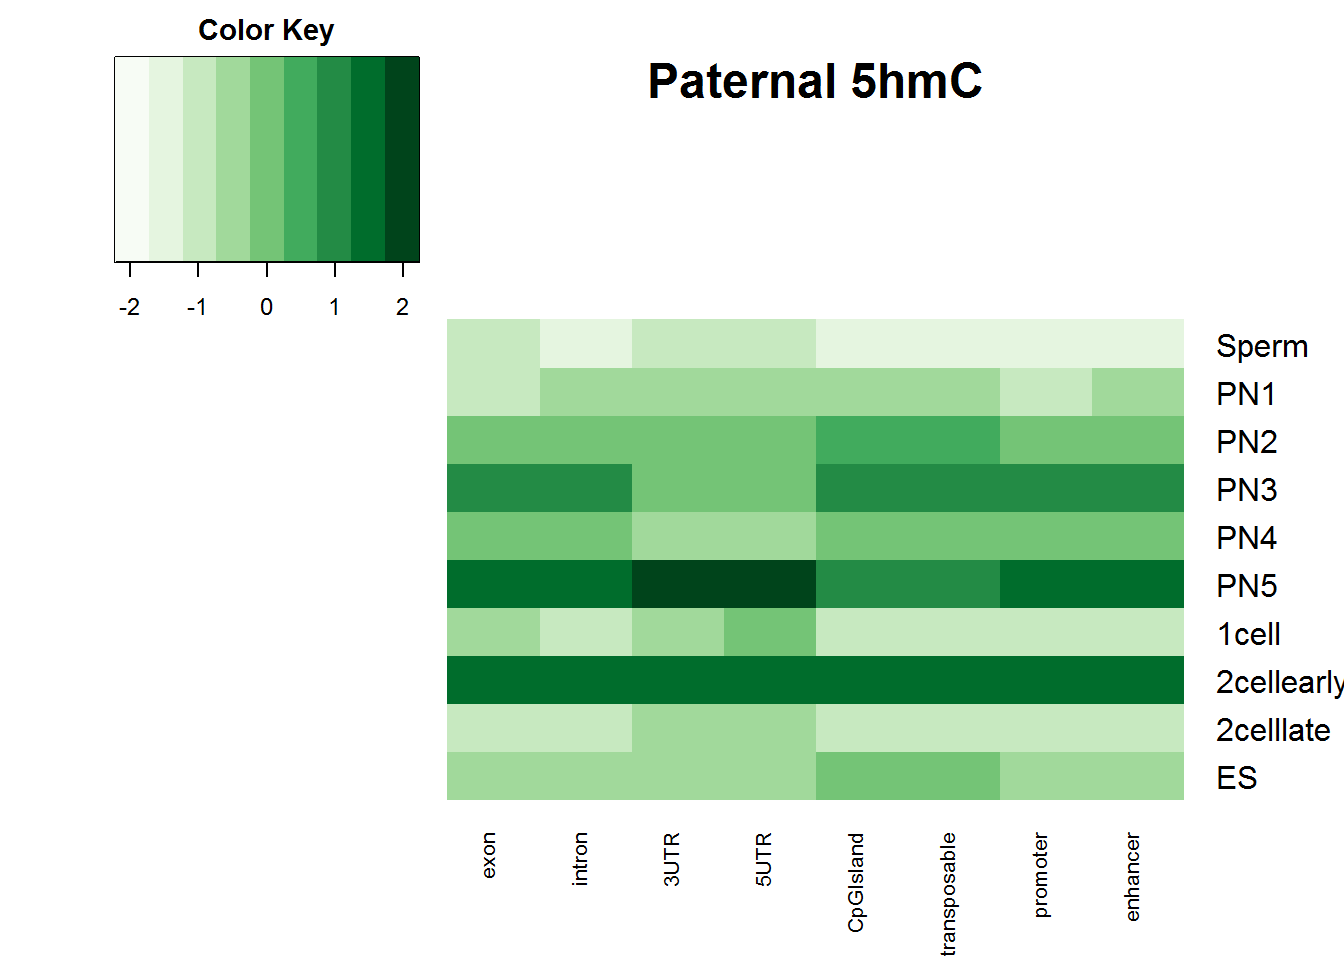 Color Key
Paternal 5hmC
-2 -1 0 1 2
Sperm
PN1
PN2
PN3
PN4
PN5
1cell
2cellearly
2celllate
ES
exon
intron
3UTR
5UTR
CpGIsland
transposable
promoter
enhancer